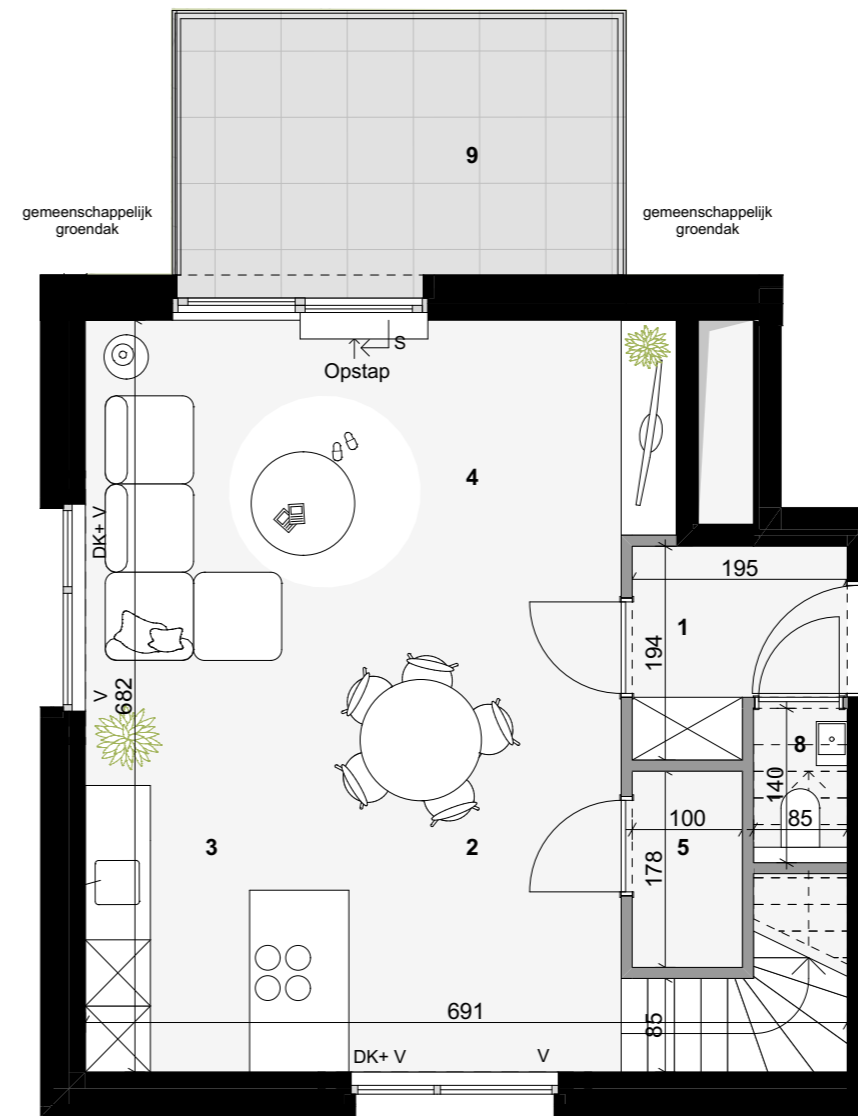 9
gemeenschappelijk
groendak
gemeenschappelijk
groendak
S
Opstap
4
DK+ V
195
1
194
V
682
8
140
3
2
100
5
85
178
691
85
DK+ V
V